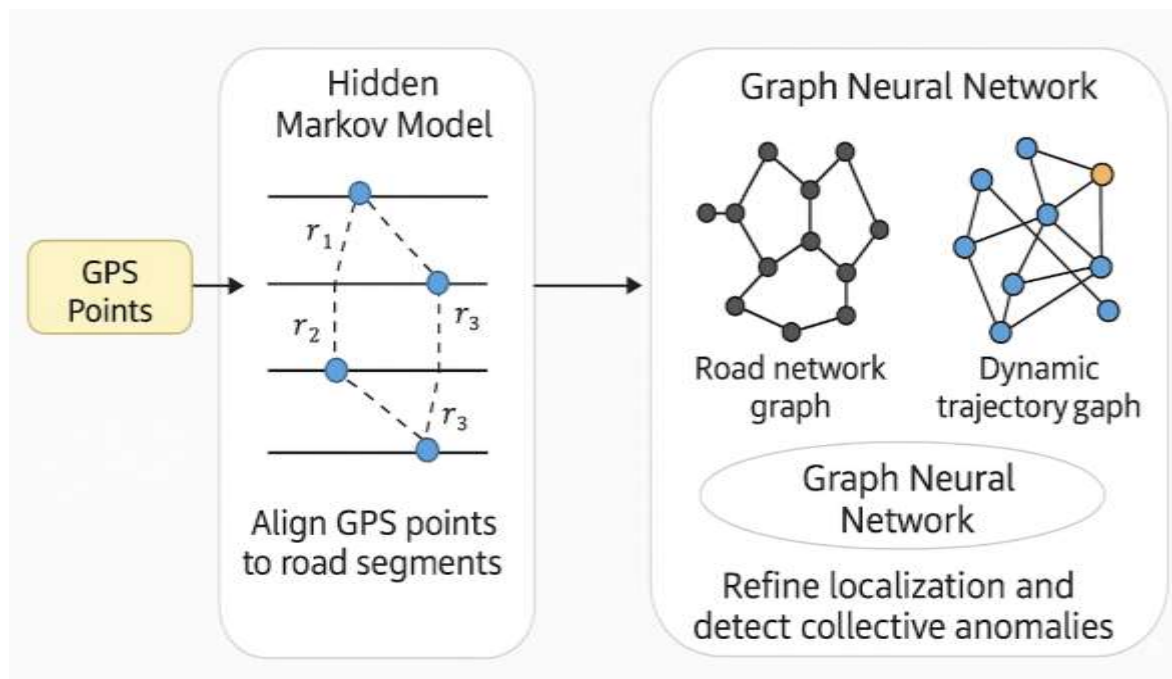 GPS
Points
Hidden
Markov Model
r1
r2
r3
r3
Align GPS points
to road segments
Graph Neural Network
Road network
graph
Dynamic
trajectory gaph
Graph Neural
Network
Refine localization and
detect collective anomalies